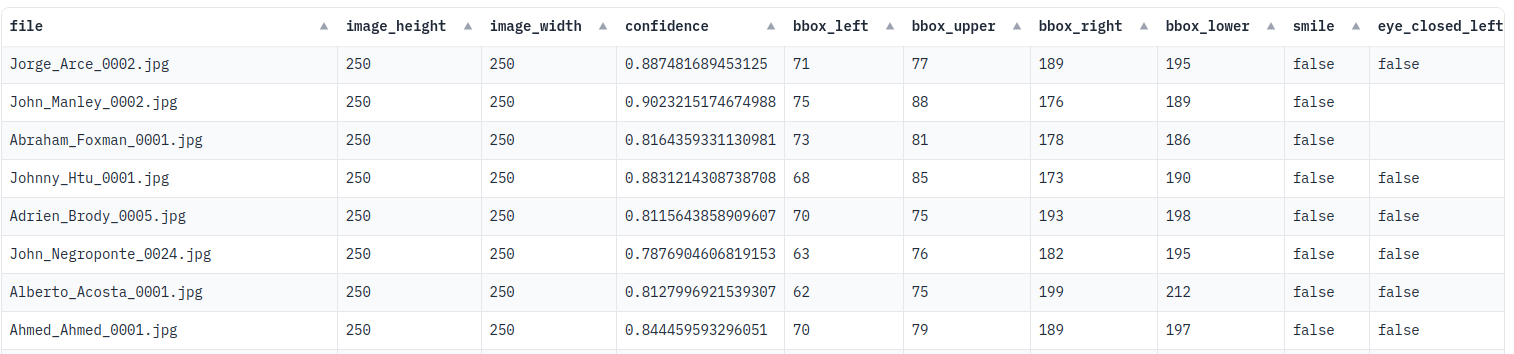 file ▲ image_height ▲ image_width ▲ confidence ▲ bbox_left ▲ bbox_upper ▲ bbox_right ▲ bbox_lower ▲ smile ▲ eye_closed_left
Jorge_Arce_0002.jpg 250 250 0.887481689453125 71 77 189 195 false false
John_Manley_0002.jpg 250 250 0.9023215174674988 75 88 176 189 false
Abraham_Foxman_0001.jpg 250 250 0.8164359331130981 73 81 178 186 false
Johnny_Htu_0001.jpg 250 250 0.8831214308738708 68 85 173 190 false false
Adrien_Brody_0005.jpg 250 250 0.8115643858909607 70 75 193 198 false false
John_Negroponte_0024.jpg 250 250 0.7876904606819153 63 76 182 195 false false
Alberto_Acosta_0001.jpg 250 250 0.8127996921539307 62 75 199 212 false false
Ahmed_Ahmed_0001.jpg 250 250 0.844459593296051 70 79 189 197 false false